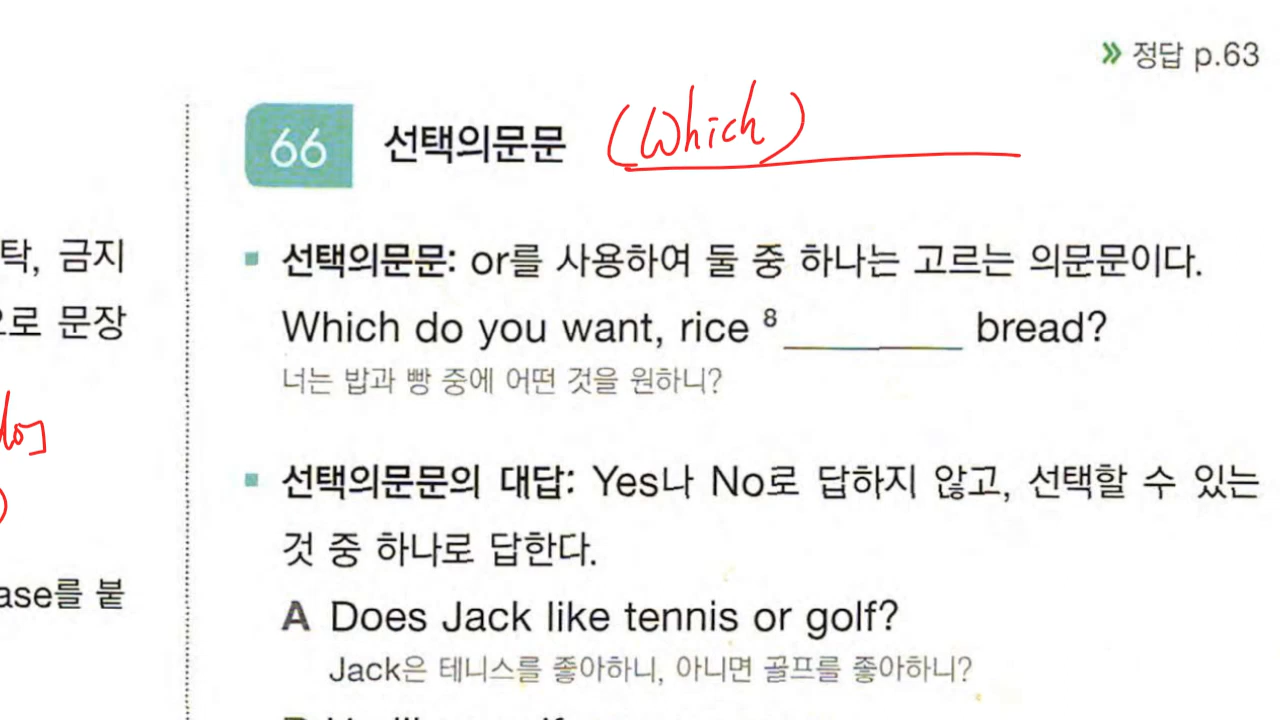 정답 p.63
66 선택의문문 (Which)
탁, 금지
선택의문문: or를 사용하여 둘 중 하나는 고르는 의문문이다.
으로 문장
Which do you want, rice 8 ________ bread?
너는 밥과 빵 중에 어떤 것을 원하니?
선택의문문의 대답: Yes나 No로 답하지 않고, 선택할 수 있는
것 중 하나로 답한다.
ase를 붙
A Does Jack like tennis or golf?
Jack은 테니스를 좋아하니, 아니면 골프를 좋아하니?